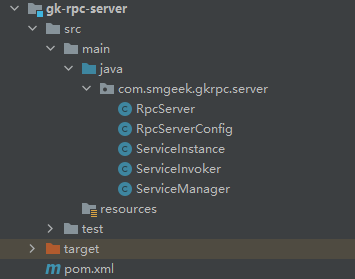 gk-rpc-server
src
main
java
com.smgeek.gkrpc.server
RpcServer
RpcServerConfig
ServiceInstance
ServiceInvoker
ServiceManager
resources
test
target
pom.xml